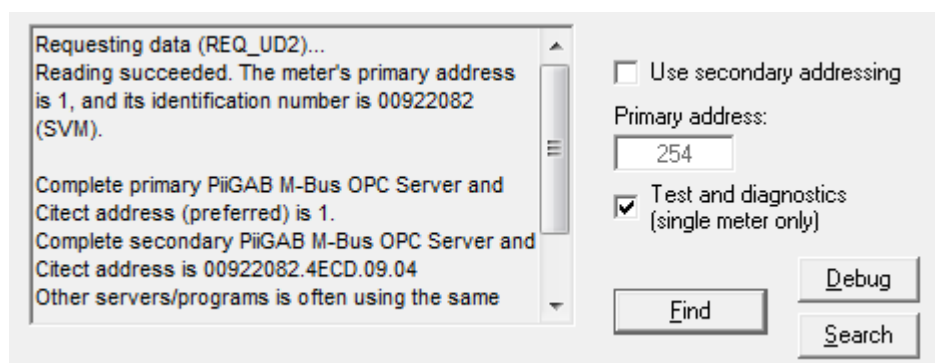 Requesting data (REQ_UD2)...
Reading succeeded. The meter's primary address
is 1, and its identification number is 00922082
(SVM).
Complete primary PiiGAB M-Bus OPC Server and
Citect address (preferred) is 1.
Complete secondary PiiGAB M-Bus OPC Server and
Citect address is 00922082.4ECD.09.04
Other servers/programs is often using the same
Use secondary addressing
Primary address:
254
Test and diagnostics
(single meter only)
Find
Debug
Search